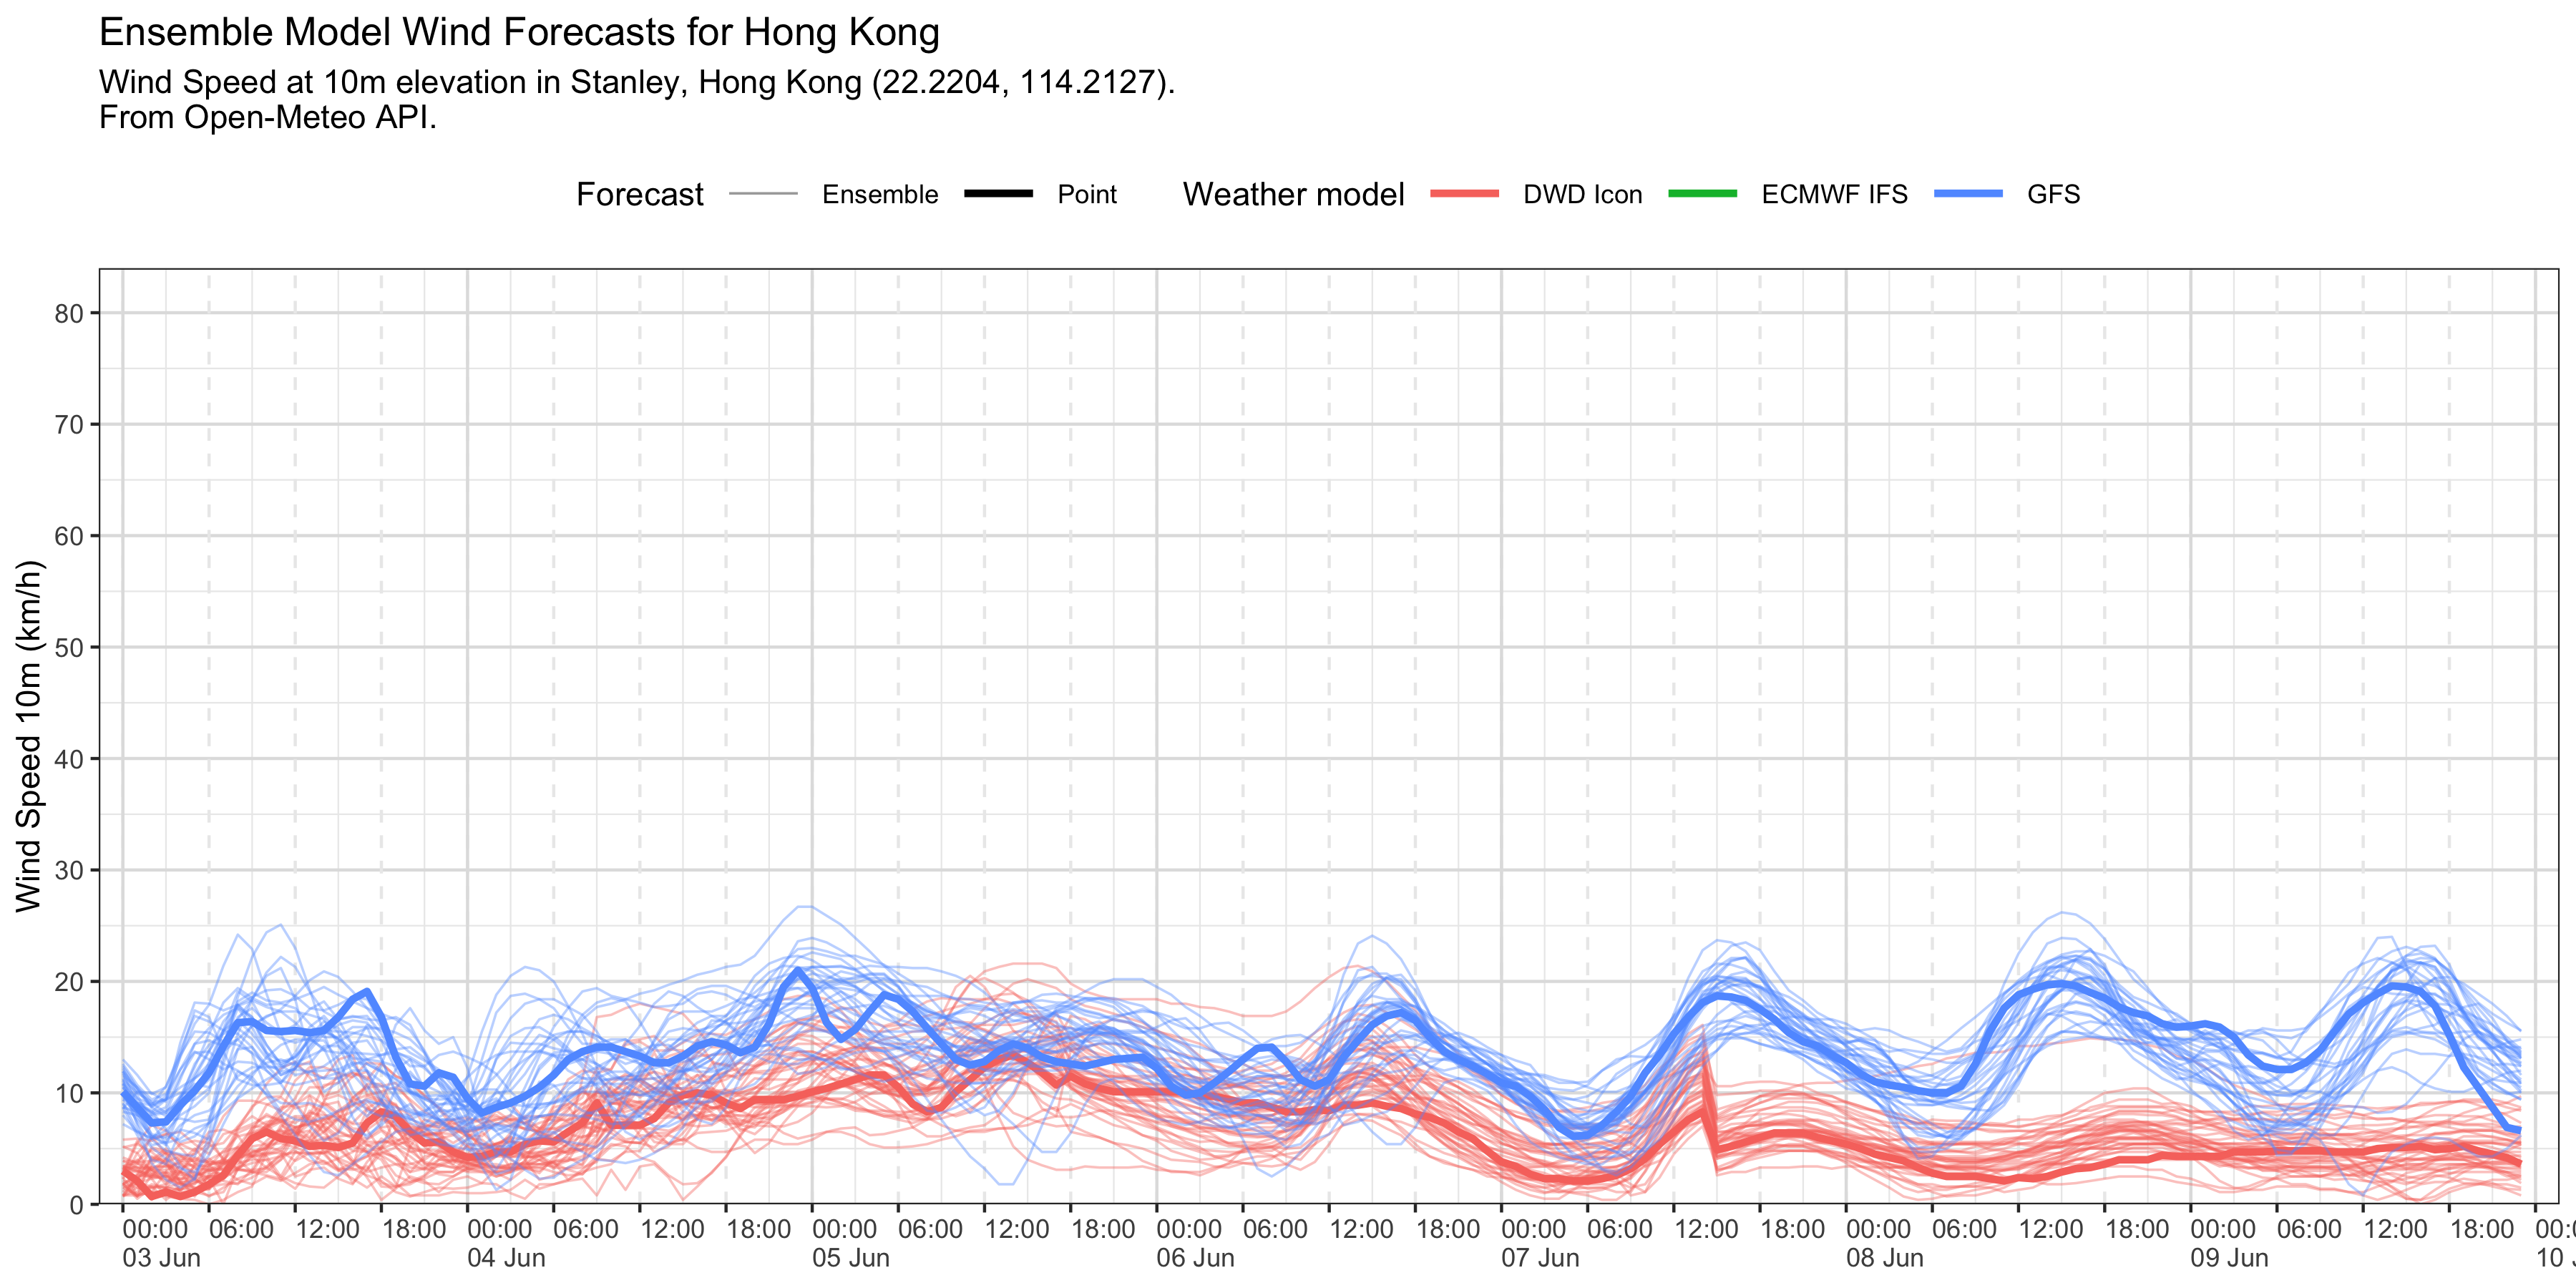 Ensemble Model Wind Forecasts for Hong Kong
Wind Speed at 10m elevation in Stanley, Hong Kong (22.2204, 114.2127).
From Open-Meteo API.
Forecast Ensemble Point Weather model DWD Icon ECMWF IFS GFS
Wind Speed 10m (km/h)
80
70
60
50
40
30
20
10
0
00:00 06:00 12:00 18:00 00:00 06:00 12:00 18:00 00:00 06:00 12:00 18:00 00:00 06:00 12:00 18:00 00:00 06:00 12:00 18:00 00:00 06:00 12:00 18:00 00:00 06:00 12:00 18:00
03 Jun 04 Jun 05 Jun 06 Jun 07 Jun 08 Jun 09 Jun 10